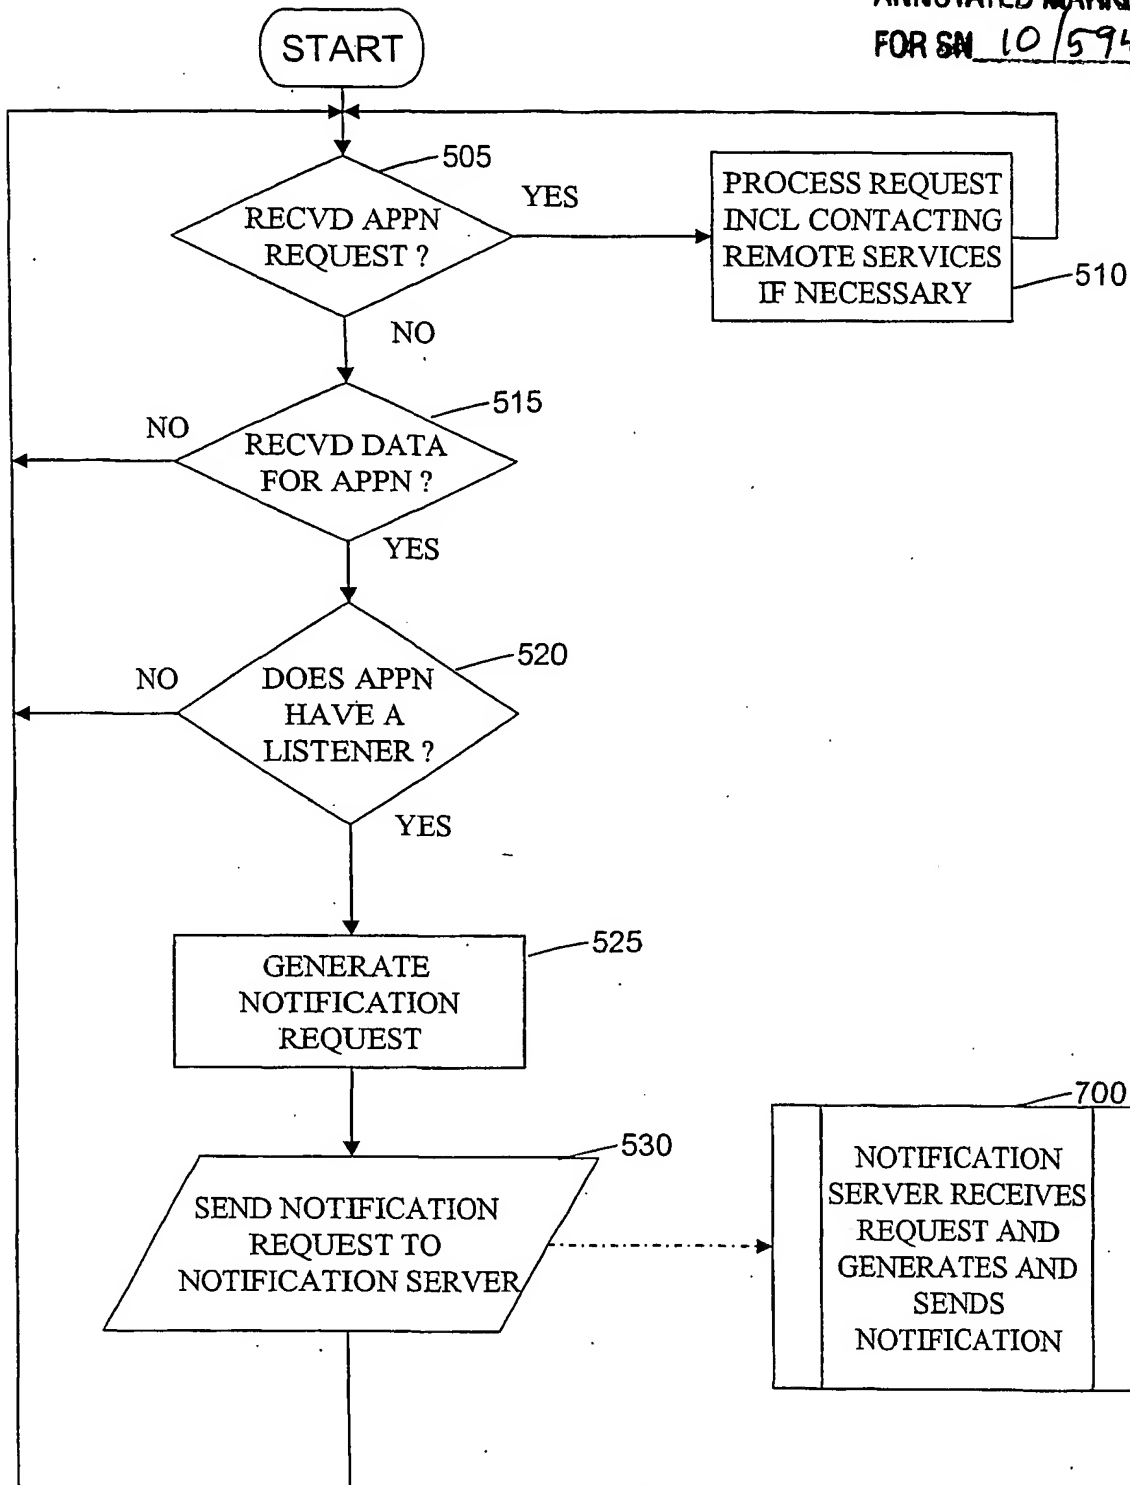 FOR SN 10/594
START
505
RECVD APPN
REQUEST ?
YES
PROCESS REQUEST
INCL CONTACTING
REMOTE SERVICES
IF NECESSARY
510
NO
515
NO
RECVD DATA
FOR APPN ?
YES
520
NO
DOES APPN
HAVE A
LISTENER ?
YES
525
GENERATE
NOTIFICATION
REQUEST
700
530
SEND NOTIFICATION
REQUEST TO
NOTIFICATION SERVER
NOTIFICATION
SERVER RECEIVES
REQUEST AND
GENERATES AND
SENDS
NOTIFICATION